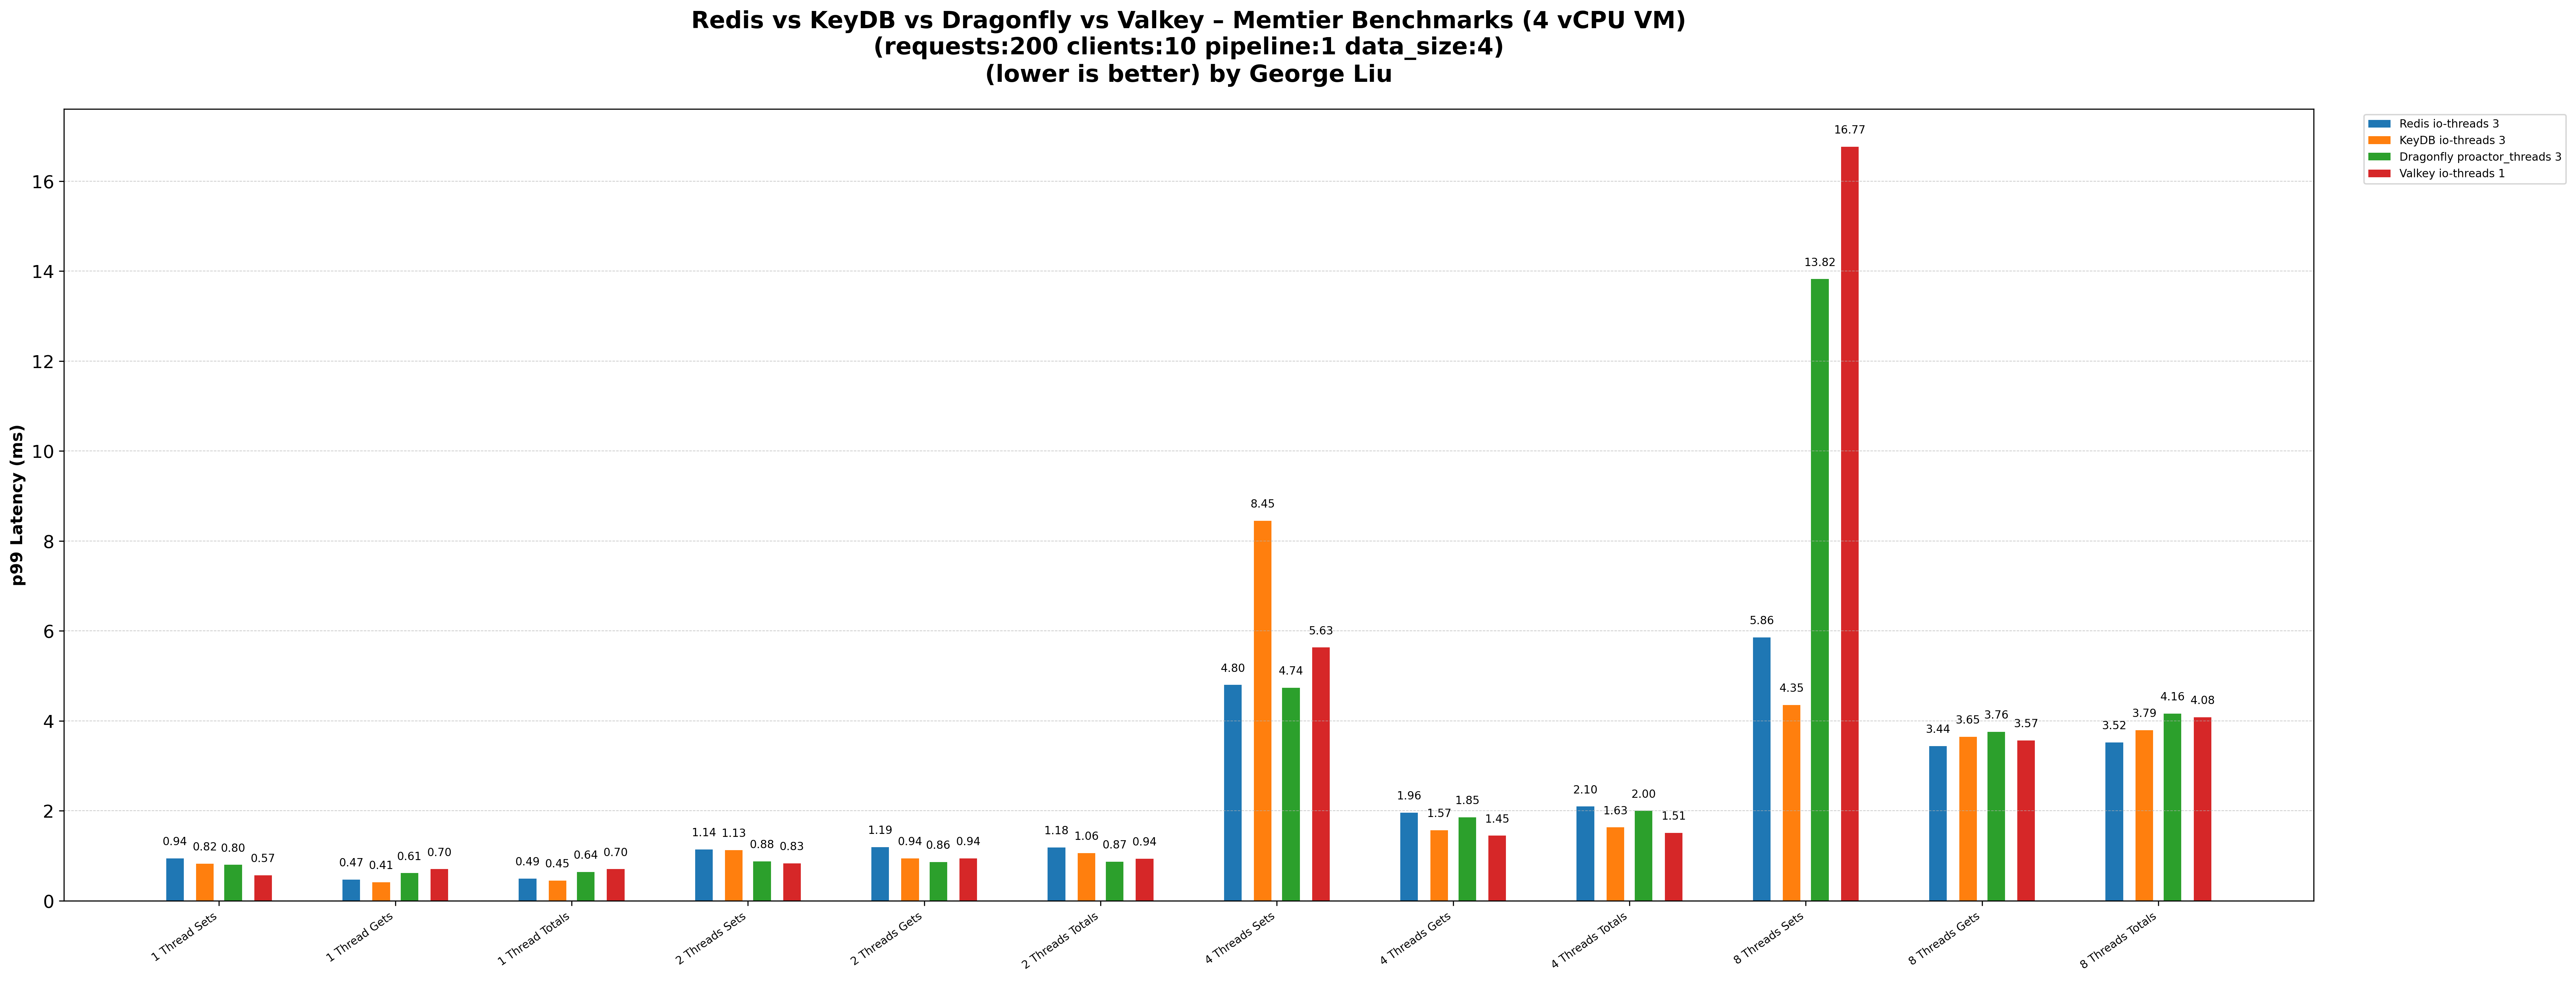 Redis vs KeyDB vs Dragonfly vs Valkey – Memtier Benchmarks (4 vCPU VM)
(requests:200 clients:10 pipeline:1 data_size:4)
(lower is better) by George Liu
Redis io-threads 3
KeyDB io-threads 3
Dragonfly proactor_threads 3
Valkey io-threads 1
p99 Latency (ms)
16
14
12
10
8
6
4
2
0
0.94 0.82 0.80 0.57
0.47 0.41 0.61 0.70
0.49 0.45 0.64 0.70
1.14 1.13 0.88 0.83
1.19 0.94 0.86 0.94
1.18 1.06 0.87 0.94
4.80 8.45 4.74 5.63
1.96 1.57 1.85 1.45
2.10 1.63 2.00 1.51
5.86 4.35 13.82 16.77
3.44 3.65 3.76 3.57
3.52 3.79 4.16 4.08
1 Thread Sets
1 Thread Gets
1 Thread Totals
2 Threads Sets
2 Threads Gets
2 Threads Totals
4 Threads Sets
4 Threads Gets
4 Threads Totals
8 Threads Sets
8 Threads Gets
8 Threads Totals